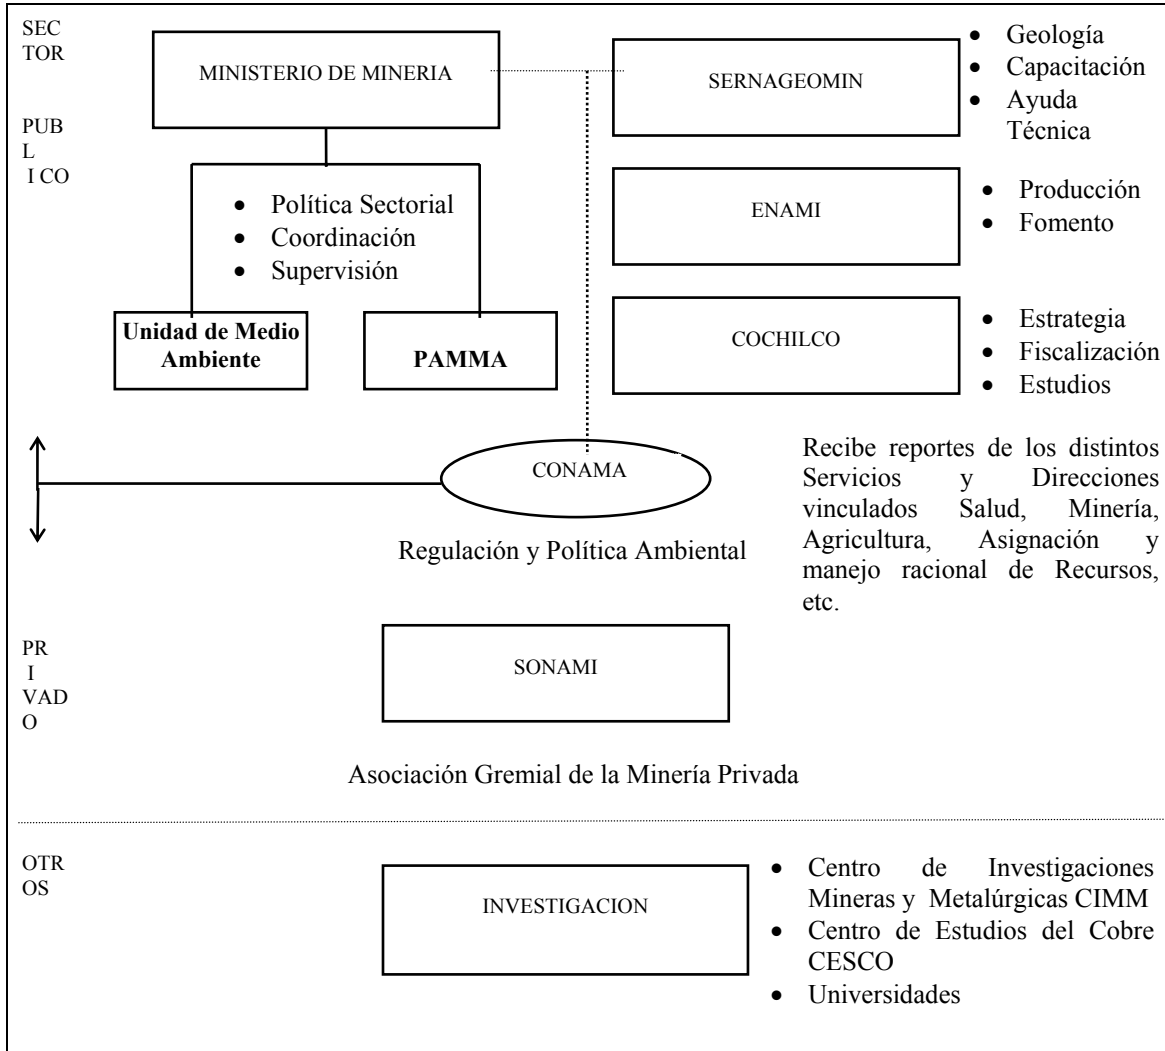 SEC
TOR
PUB
L
I CO
MINISTERIO DE MINERIA
• Política Sectorial
• Coordinación
• Supervisión
Unidad de Medio
Ambiente
PAMMA
SERNAGEOMIN
• Geología
• Capacitación
• Ayuda
Técnica
ENAMI
• Producción
• Fomento
COCHILCO
• Estrategia
• Fiscalización
• Estudios
CONAMA
Regulación y Política Ambiental
Recibe reportes de los distintos
Servicios y Direcciones
vinculados Salud, Minería,
Agricultura, Asignación y
manejo racional de Recursos,
etc.
PR
I
VAD
O
SONAMI
Asociación Gremial de la Minería Privada
OTR
OS
INVESTIGACION
• Centro de Investigaciones
Mineras y Metalúrgicas CIMM
• Centro de Estudios del Cobre
CESCO
• Universidades